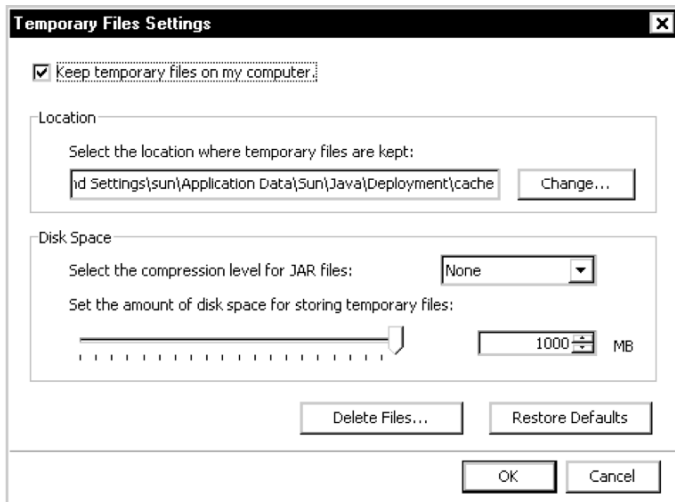 Temporary Files Settings
Keep temporary files on my computer.
Location
Select the location where temporary files are kept:
nd Settings\sun\Application Data\Sun\Java\Deployment\cache
Change...
Disk Space
Select the compression level for JAR files:
None
Set the amount of disk space for storing temporary files:
1000
MB
Delete Files...
Restore Defaults
OK
Cancel